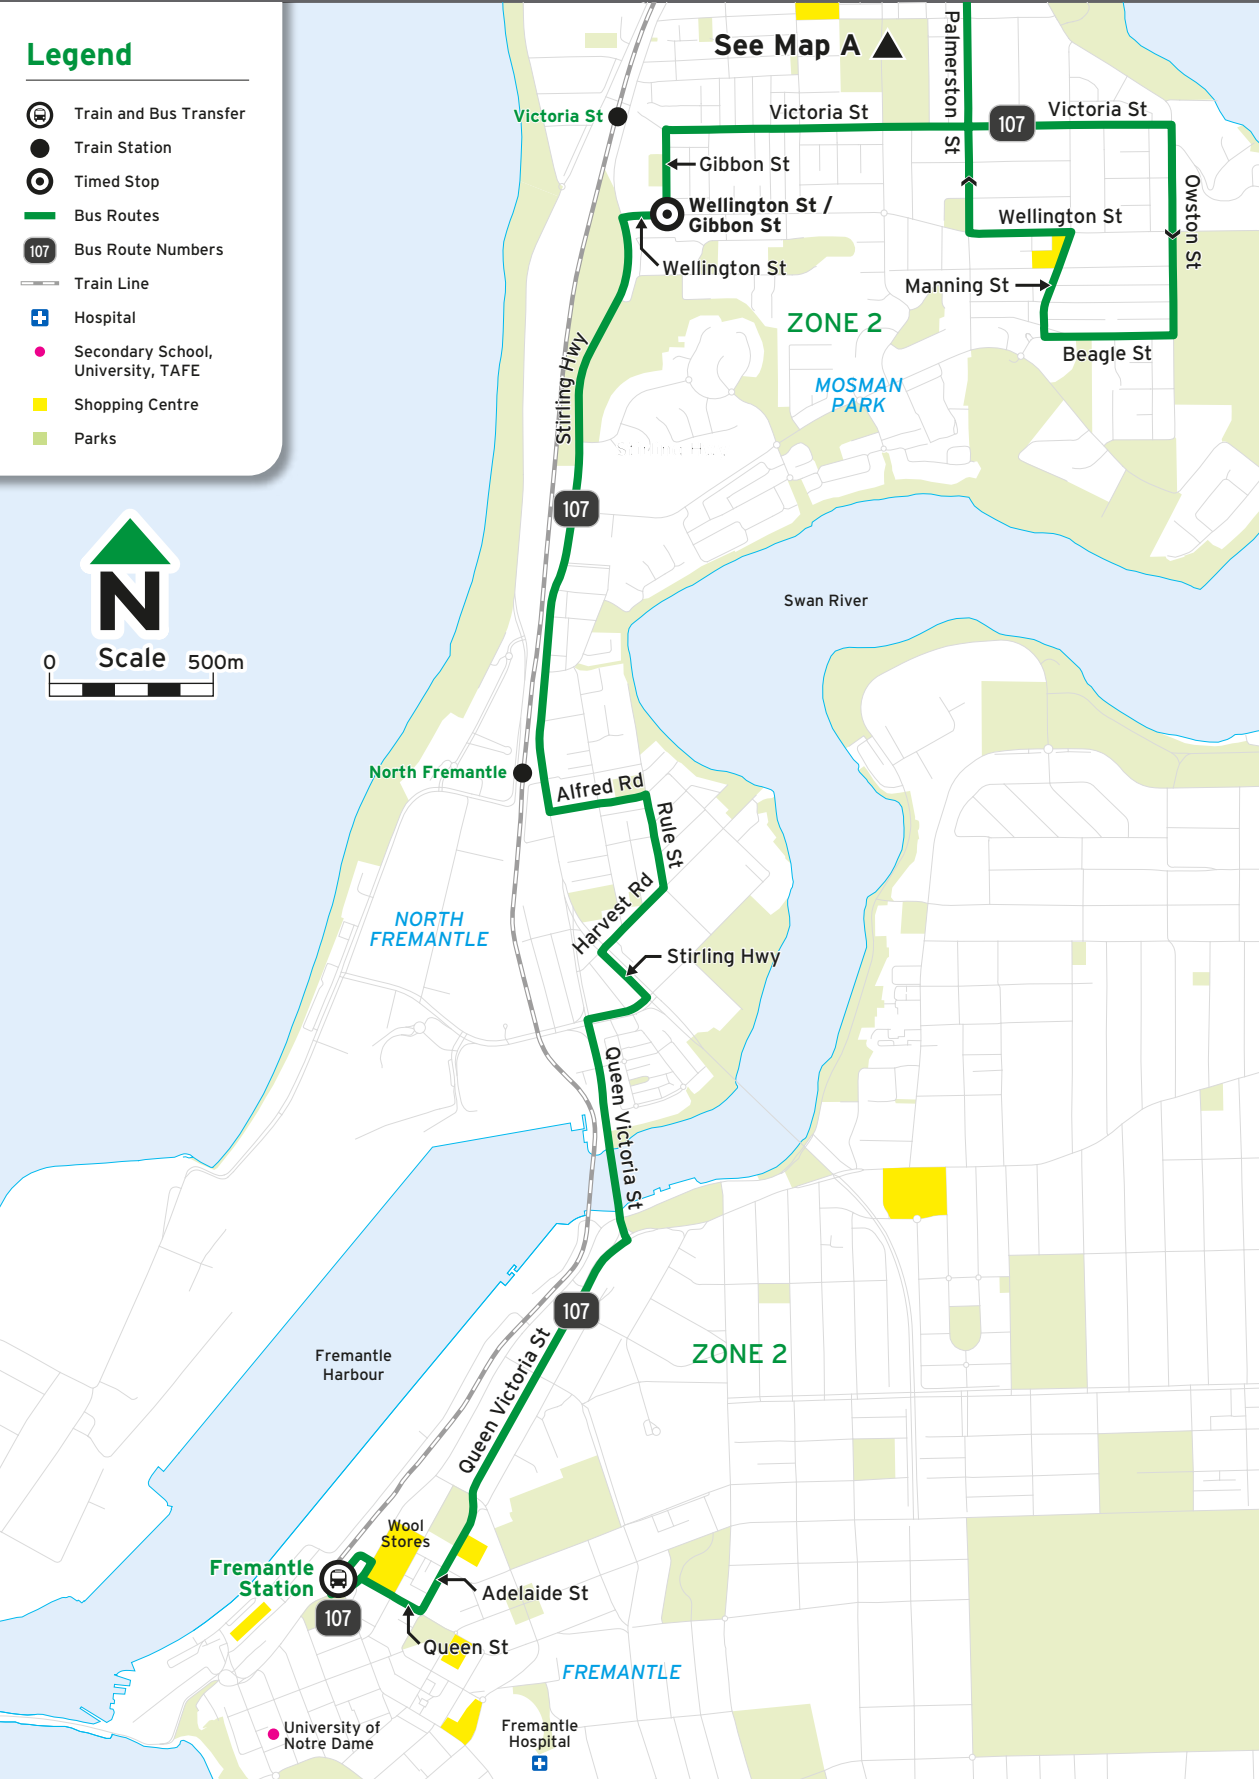 Legend
Train and Bus Transfer
Train Station
Timed Stop
Bus Routes
107
Bus Route Numbers
Train Line
Hospital
Secondary School,
University, TAFE
Shopping Centre
Parks
N
Scale
0
500m
See Map A
Palmerston St
Victoria St
Victoria St
107
Victoria St
Gibbon St
Wellington St /
Gibbon St
Wellington St
Wellington St
Owston St
Manning St
Beagle St
ZONE 2
MOSMAN
PARK
Stirling Hwy
107
Swan River
North Fremantle
Alfred Rd
Rule St
Harvest Rd
NORTH
FREMANTLE
Stirling Hwy
Queen Victoria St
107
Queen Victoria St
ZONE 2
Fremantle
Harbour
Wool
Stores
Fremantle
Station
107
Adelaide St
Queen St
FREMANTLE
University of
Notre Dame
Fremantle
Hospital